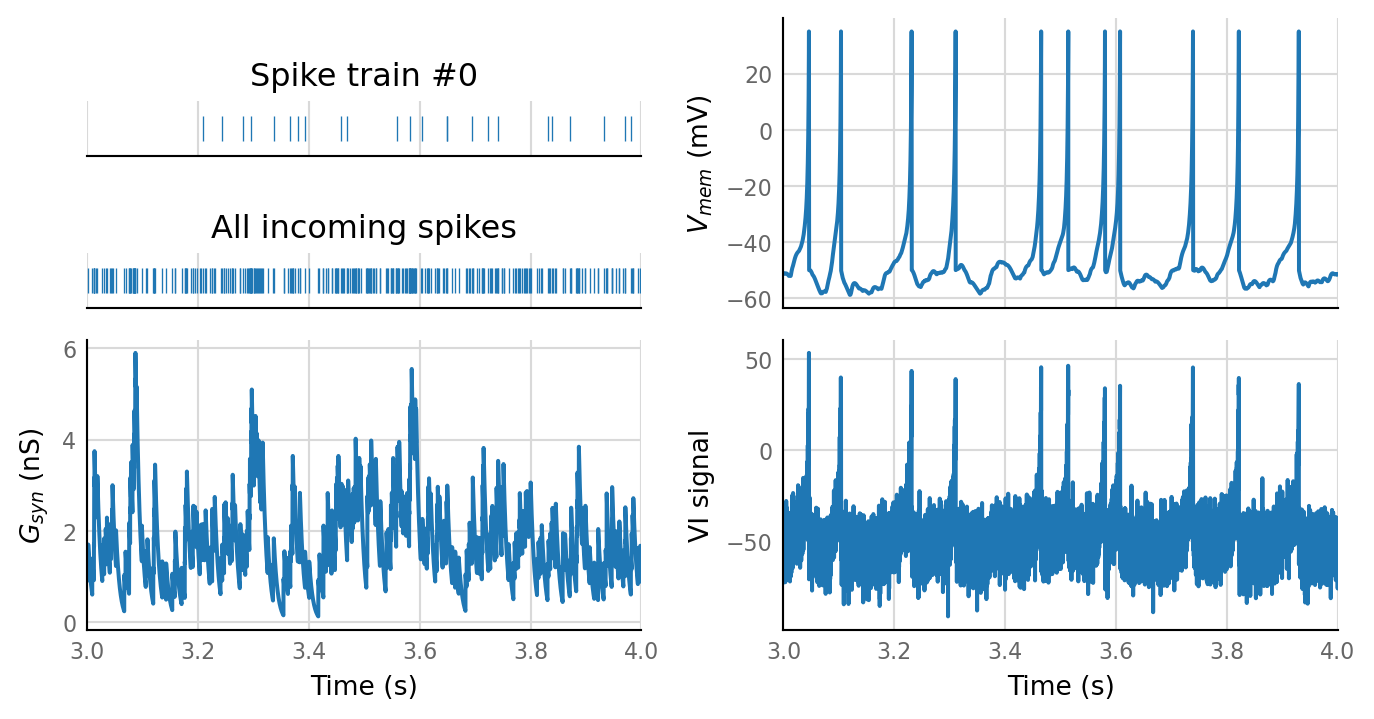 Spike train #0
All incoming spikes
6
4
2
0
G_syn (nS)
3.0 3.2 3.4 3.6 3.8 4.0
Time (s)
20
0
−20
−40
−60
V_mem (mV)
50
0
−50
VI signal
3.0 3.2 3.4 3.6 3.8 4.0
Time (s)